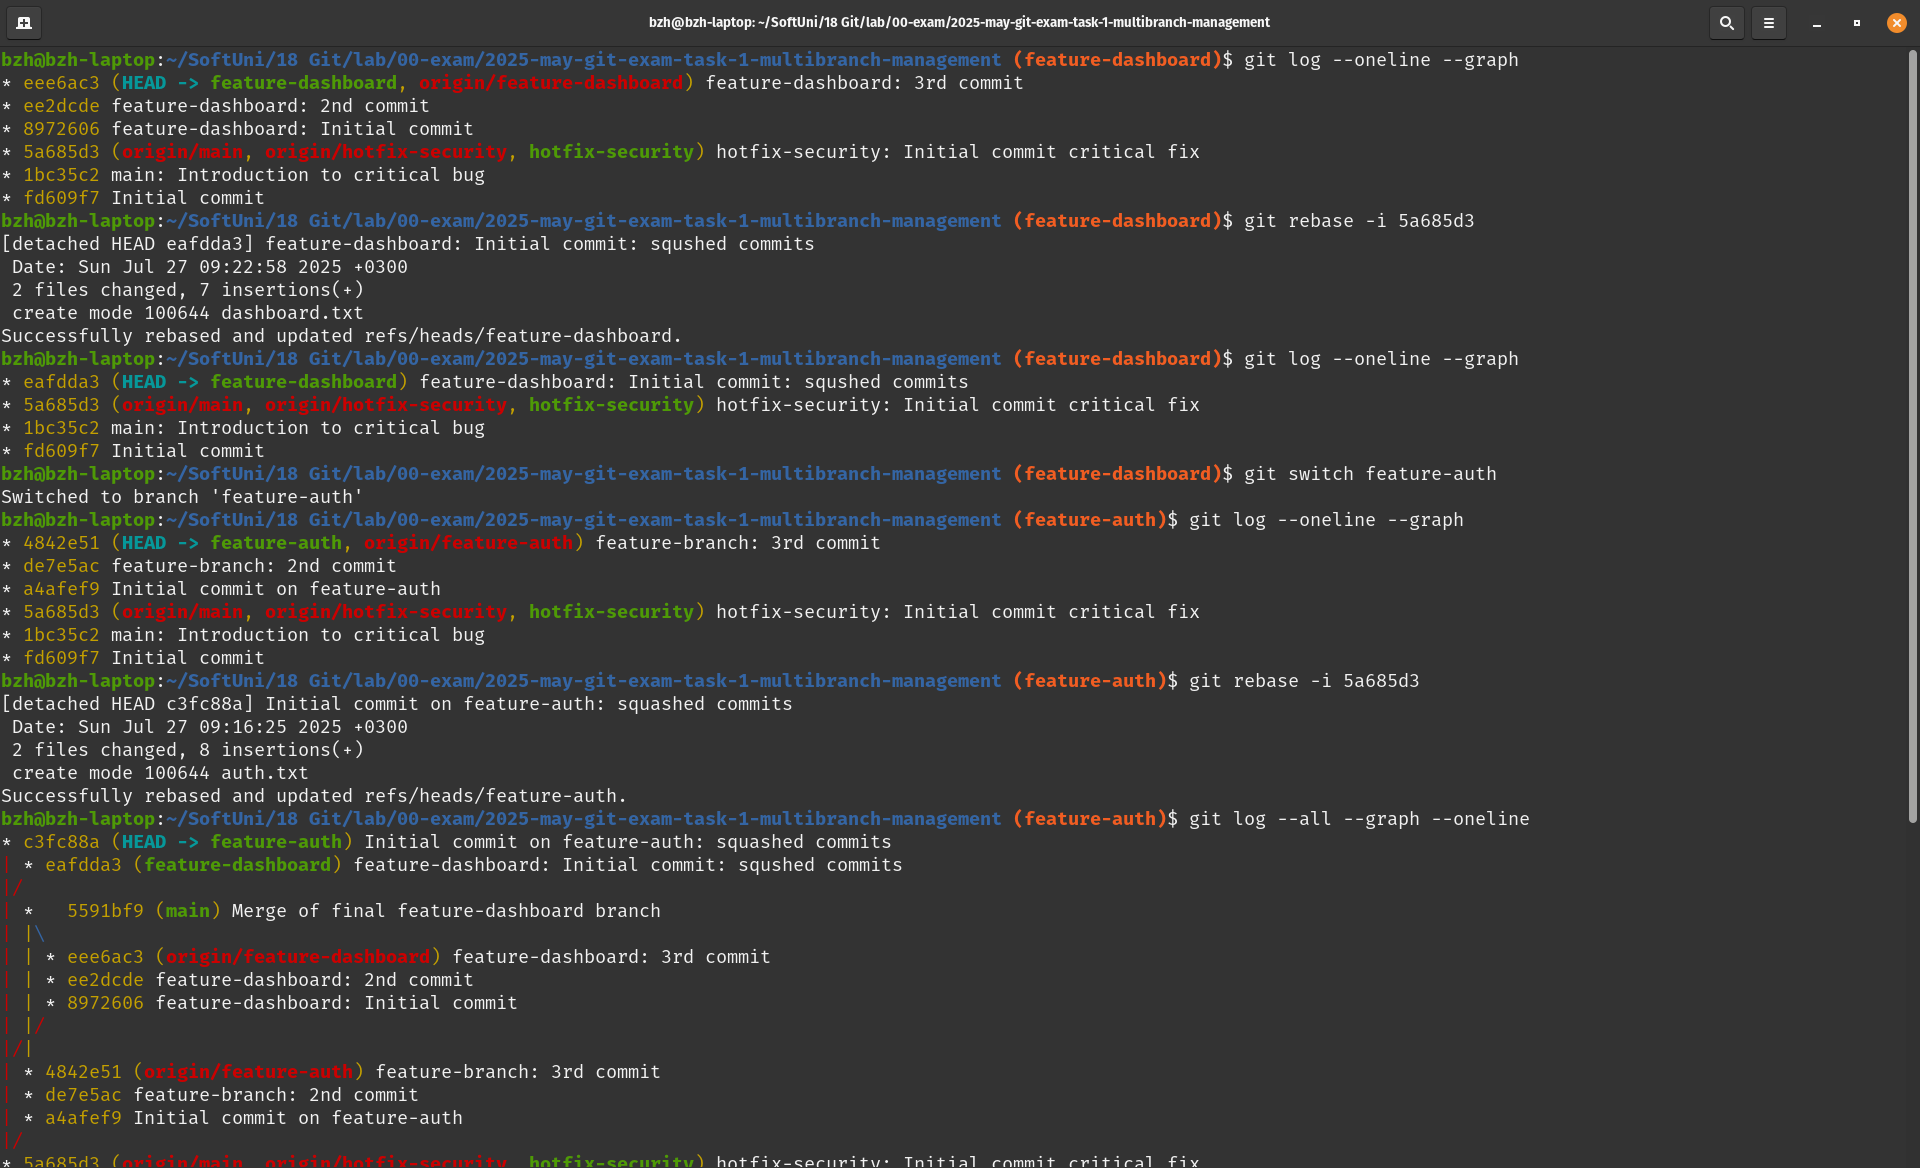 bzh@bzh-laptop: ~/SoftUni/18 Git/lab/00-exam/2025-may-git-exam-task-1-multibranch-management
bzh@bzh-laptop:~/SoftUni/18 Git/lab/00-exam/2025-may-git-exam-task-1-multibranch-management (feature-dashboard)$ git log --oneline --graph
* eee6ac3 (HEAD -> feature-dashboard, origin/feature-dashboard) feature-dashboard: 3rd commit
* ee2dcde feature-dashboard: 2nd commit
* 8972606 feature-dashboard: Initial commit
* 5a685d3 (origin/main, origin/hotfix-security, hotfix-security) hotfix-security: Initial commit critical fix
* 1bc35c2 main: Introduction to critical bug
* fd609f7 Initial commit
bzh@bzh-laptop:~/SoftUni/18 Git/lab/00-exam/2025-may-git-exam-task-1-multibranch-management (feature-dashboard)$ git rebase -i 5a685d3
[detached HEAD eafdda3] feature-dashboard: Initial commit: squshed commits
 Date: Sun Jul 27 09:22:58 2025 +0300
 2 files changed, 7 insertions(+)
 create mode 100644 dashboard.txt
Successfully rebased and updated refs/heads/feature-dashboard.
bzh@bzh-laptop:~/SoftUni/18 Git/lab/00-exam/2025-may-git-exam-task-1-multibranch-management (feature-dashboard)$ git log --oneline --graph
* eafdda3 (HEAD -> feature-dashboard) feature-dashboard: Initial commit: squshed commits
* 5a685d3 (origin/main, origin/hotfix-security, hotfix-security) hotfix-security: Initial commit critical fix
* 1bc35c2 main: Introduction to critical bug
* fd609f7 Initial commit
bzh@bzh-laptop:~/SoftUni/18 Git/lab/00-exam/2025-may-git-exam-task-1-multibranch-management (feature-dashboard)$ git switch feature-auth
Switched to branch 'feature-auth'
bzh@bzh-laptop:~/SoftUni/18 Git/lab/00-exam/2025-may-git-exam-task-1-multibranch-management (feature-auth)$ git log --oneline --graph
* 4842e51 (HEAD -> feature-auth, origin/feature-auth) feature-branch: 3rd commit
* de7e5ac feature-branch: 2nd commit
* a4afef9 Initial commit on feature-auth
* 5a685d3 (origin/main, origin/hotfix-security, hotfix-security) hotfix-security: Initial commit critical fix
* 1bc35c2 main: Introduction to critical bug
* fd609f7 Initial commit
bzh@bzh-laptop:~/SoftUni/18 Git/lab/00-exam/2025-may-git-exam-task-1-multibranch-management (feature-auth)$ git rebase -i 5a685d3
[detached HEAD c3fc88a] Initial commit on feature-auth: squashed commits
 Date: Sun Jul 27 09:16:25 2025 +0300
 2 files changed, 8 insertions(+)
 create mode 100644 auth.txt
Successfully rebased and updated refs/heads/feature-auth.
bzh@bzh-laptop:~/SoftUni/18 Git/lab/00-exam/2025-may-git-exam-task-1-multibranch-management (feature-auth)$ git log --all --graph --oneline
* c3fc88a (HEAD -> feature-auth) Initial commit on feature-auth: squashed commits
| * eafdda3 (feature-dashboard) feature-dashboard: Initial commit: squshed commits
|/
| *   5591bf9 (main) Merge of final feature-dashboard branch
| |\
| | * eee6ac3 (origin/feature-dashboard) feature-dashboard: 3rd commit
| | * ee2dcde feature-dashboard: 2nd commit
| | * 8972606 feature-dashboard: Initial commit
| |/
|/|
| * 4842e51 (origin/feature-auth) feature-branch: 3rd commit
| * de7e5ac feature-branch: 2nd commit
| * a4afef9 Initial commit on feature-auth
|/
* 5a685d3 (origin/main, origin/hotfix-security, hotfix-security) hotfix-security: Initial commit critical fix